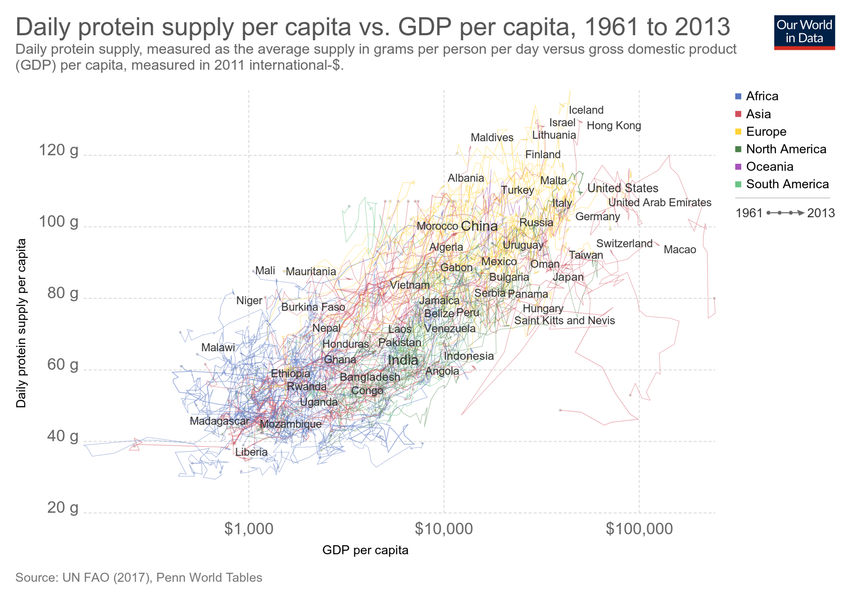 Daily protein supply per capita vs. GDP per capita, 1961 to 2013
Daily protein supply, measured as the average supply in grams per person per day versus gross domestic product
(GDP) per capita, measured in 2011 international-$.
Our World
in Data
Africa
Asia
Europe
North America
Oceania
South America
1961 2013
Daily protein supply per capita
120 g
100 g
80 g
60 g
40 g
20 g
Iceland
Israel
Hong Kong
Lithuania
Maldives
Finland
Albania
Malta
Turkey
United States
Italy
United Arab Emirates
Germany
Russia
Morocco
China
Algeria
Uruguay
Switzerland
Macao
Taiwan
Mexico
Oman
Gabon
Mali
Mauritania
Bulgaria
Japan
Vietnam
Serbia
Panama
Niger
Burkina Faso
Jamaica
Belize
Peru
Hungary
Saint Kitts and Nevis
Nepal
Laos
Venezuela
Malawi
Honduras
Pakistan
Ghana
India
Indonesia
Ethiopia
Bangladesh
Angola
Rwanda
Congo
Uganda
Madagascar
Mozambique
Liberia
$1,000
$10,000
$100,000
GDP per capita
Source: UN FAO (2017), Penn World Tables